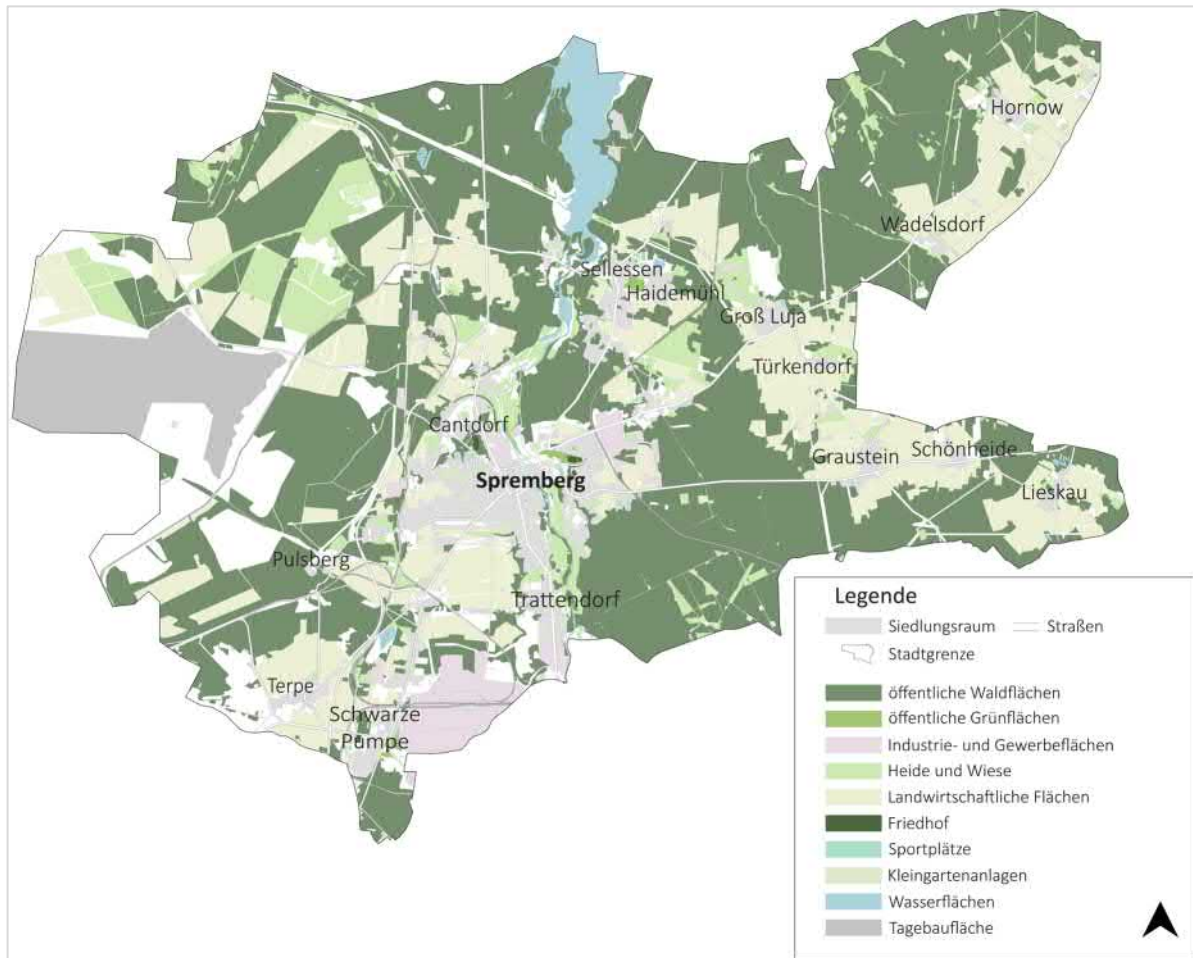 Hornow
Wadelsdorf
Sellessen
Haidemühl
Groß Luja
Türkendorf
Cantdorf
Graustein
Schönheide
Spremberg
Lieskau
Pulsberg
Trattendorf
Terpe
Schwarze
Pumpe
Legende
Siedlungsraum
Straßen
Stadtgrenze
öffentliche Waldflächen
öffentliche Grünflächen
Industrie- und Gewerbeflächen
Heide und Wiese
Landwirtschaftliche Flächen
Friedhof
Sportplätze
Kleingartenanlagen
Wasserflächen
Tagebaufläche